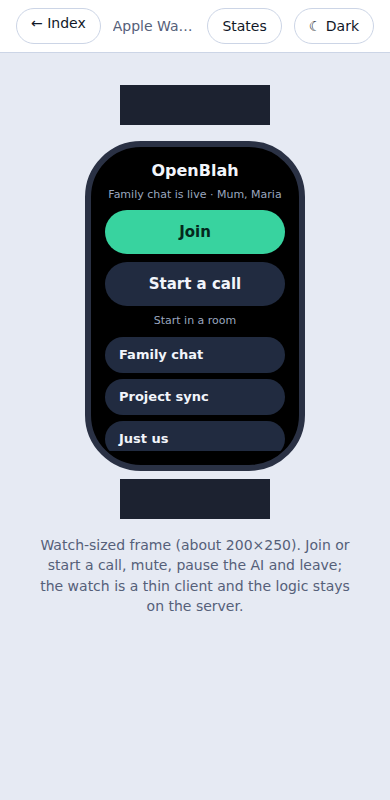 ← Index
Apple Wa...
States
☾ Dark
OpenBlah
Family chat is live · Mum, Maria
Join
Start a call
Start in a room
Family chat
Project sync
Just us
Watch-sized frame (about 200×250). Join or
start a call, mute, pause the AI and leave;
the watch is a thin client and the logic stays
on the server.